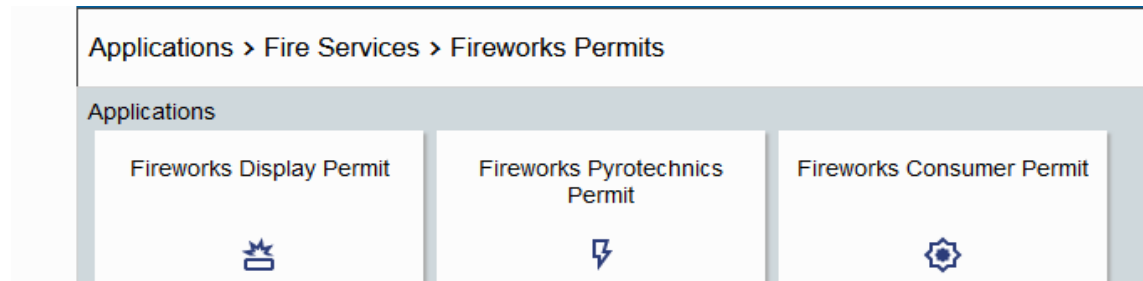 Applications > Fire Services > Fireworks Permits
Applications
Fireworks Display Permit
Fireworks Pyrotechnics
Permit
Fireworks Consumer Permit